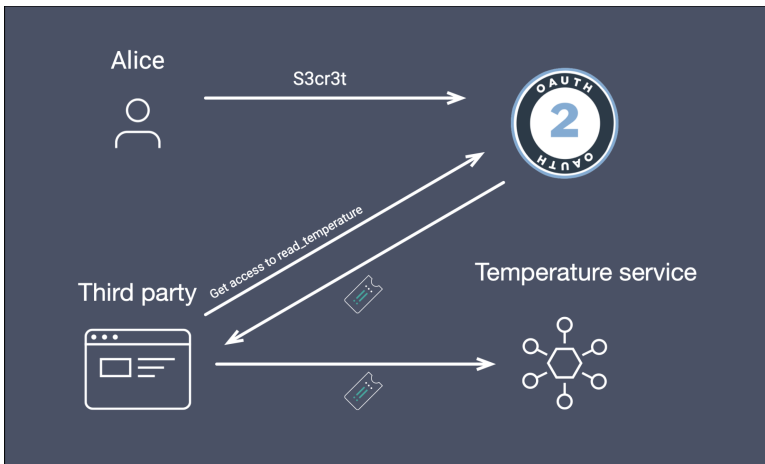 Alice
S3cr3t
OAUTH
2
OAUTH
Get access to read_temperature
Third party
Temperature service